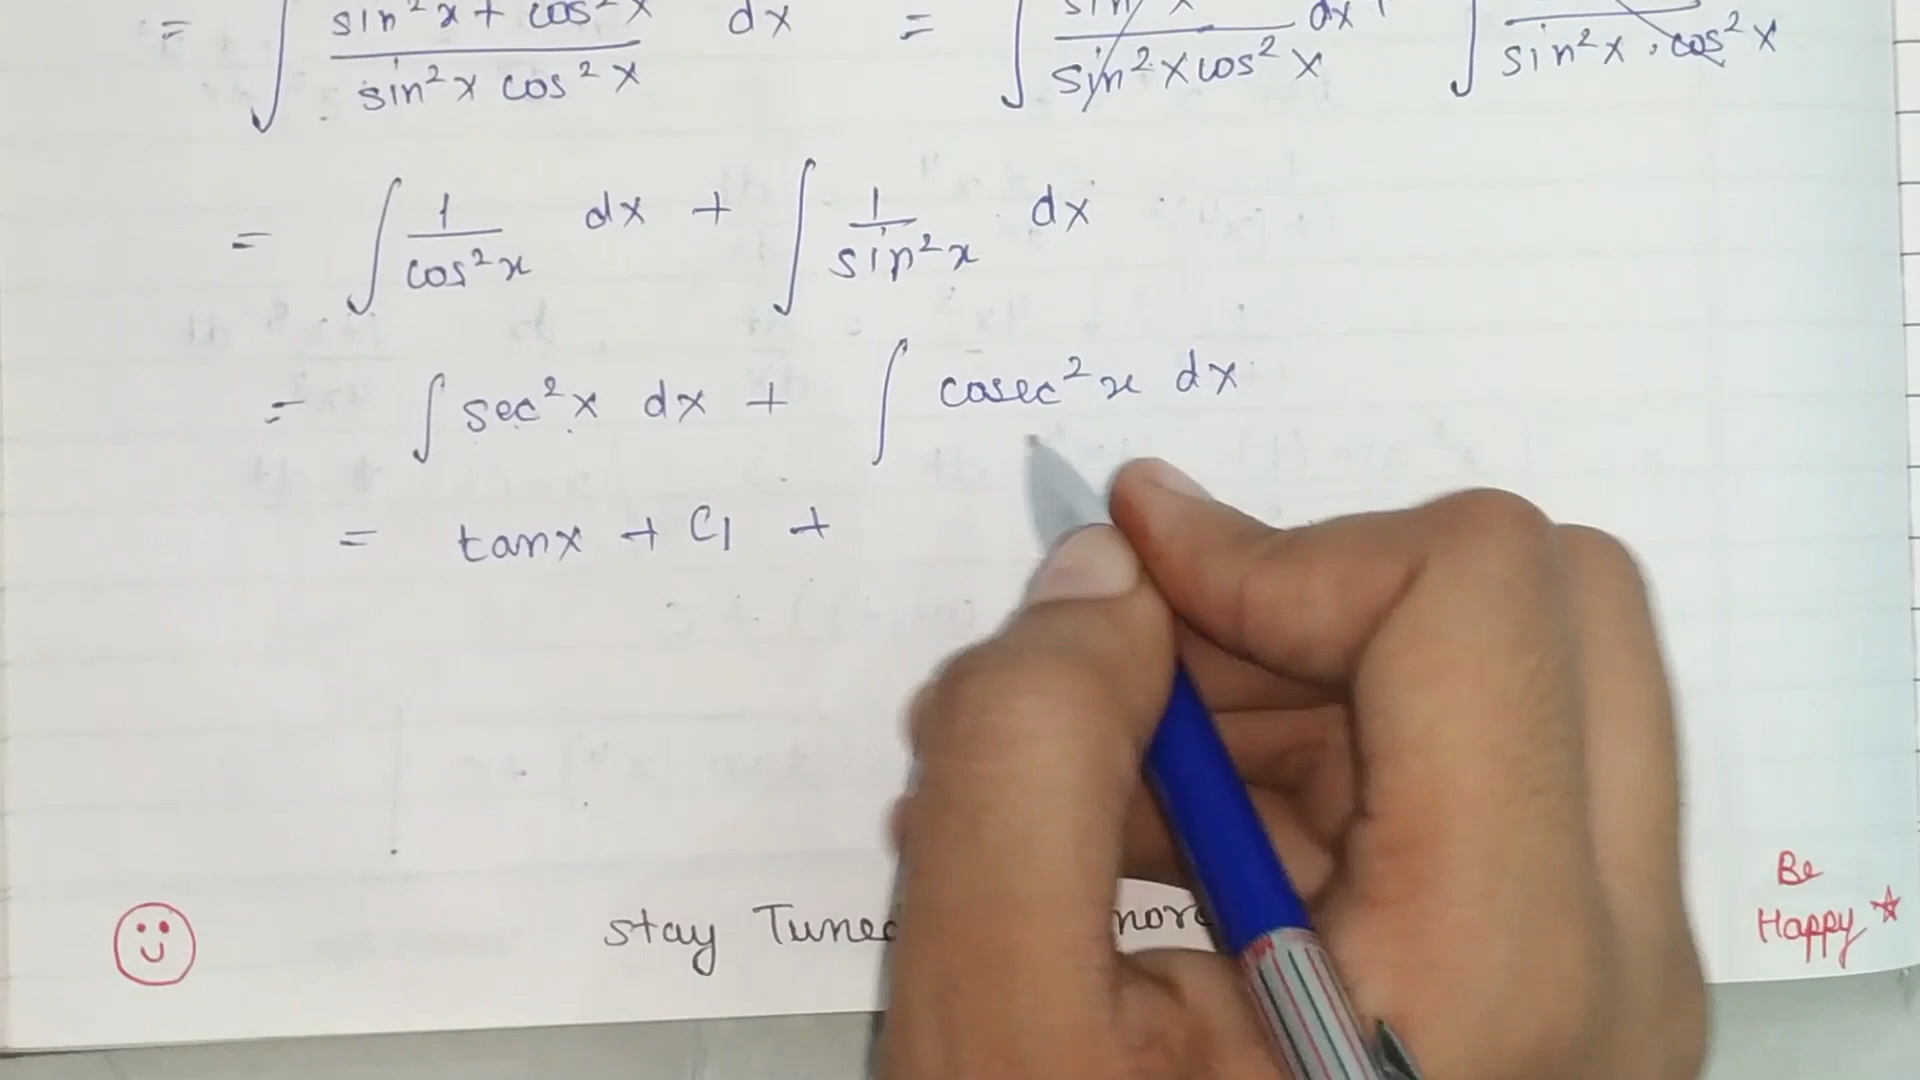 = ∫ sin²x + cos²x / sin²x cos²x dx = ∫ sin²x / sin²x cos²x dx + ∫ / sin²x . cos²x
= ∫ 1/cos²x dx + ∫ 1/sin²x dx
= ∫ sec²x dx + ∫ cosec²x dx
= tanx + C1 +
stay Tuned more
Be
Happy ☆